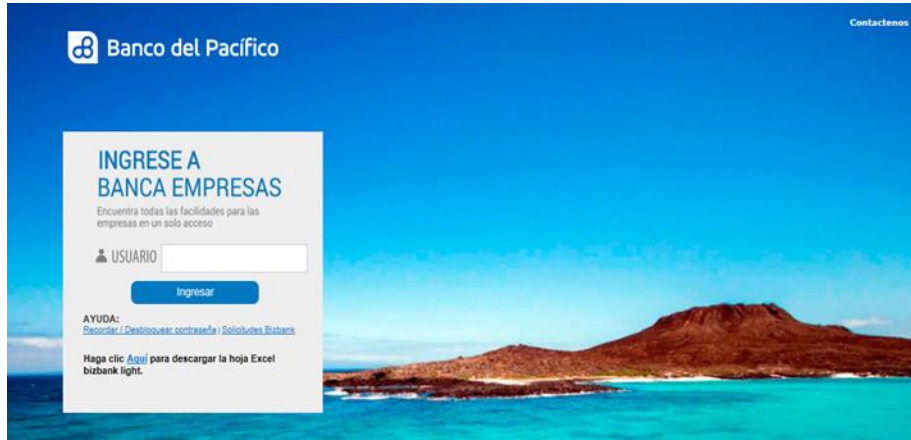 Contactenos
Banco del Pacífico
INGRESE A
BANCA EMPRESAS
Encuentra todas las facilidades para las
empresas en un solo acceso
USUARIO
Ingresar
AYUDA:
Recordar / Desbloquear contraseña | Solicitudes Bizbank
Haga clic Aquí para descargar la hoja Excel
bizbank light.